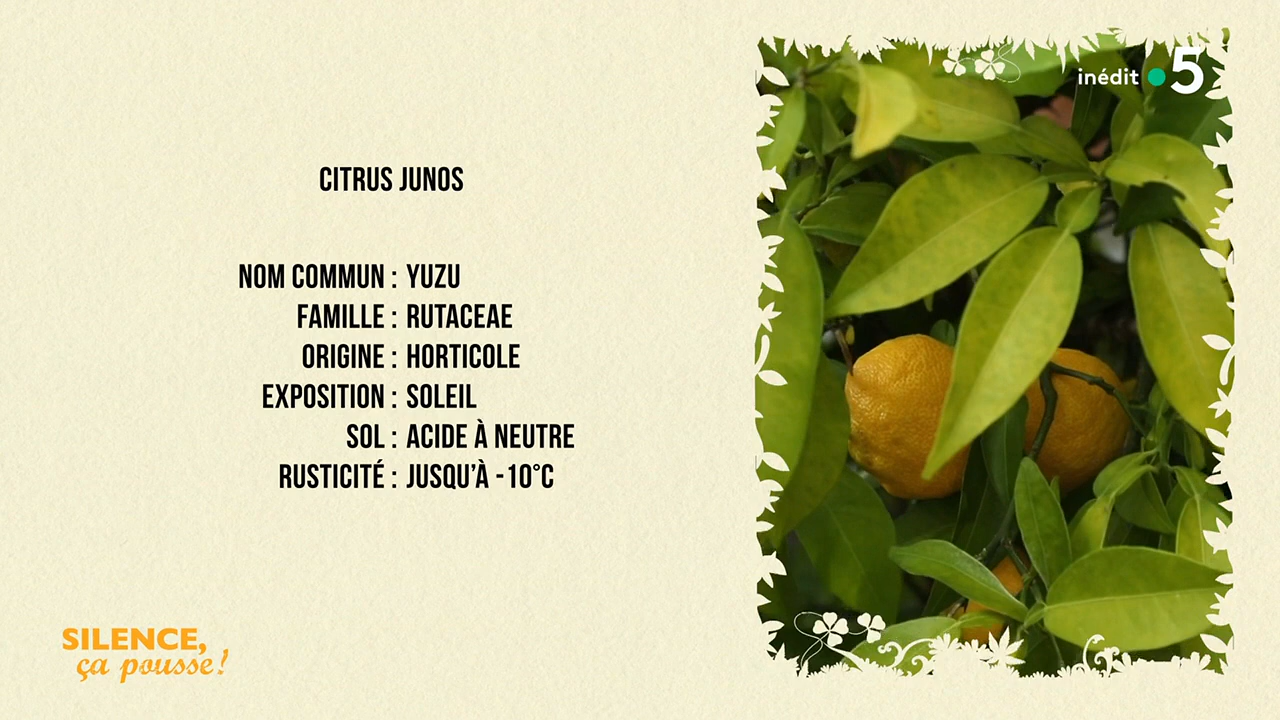 inédit 5
CITRUS JUNOS
NOM COMMUN : YUZU
FAMILLE : RUTACEAE
ORIGINE : HORTICOLE
EXPOSITION : SOLEIL
SOL : ACIDE À NEUTRE
RUSTICITÉ : JUSQU'À -10°C
SILENCE,
ça pousse !